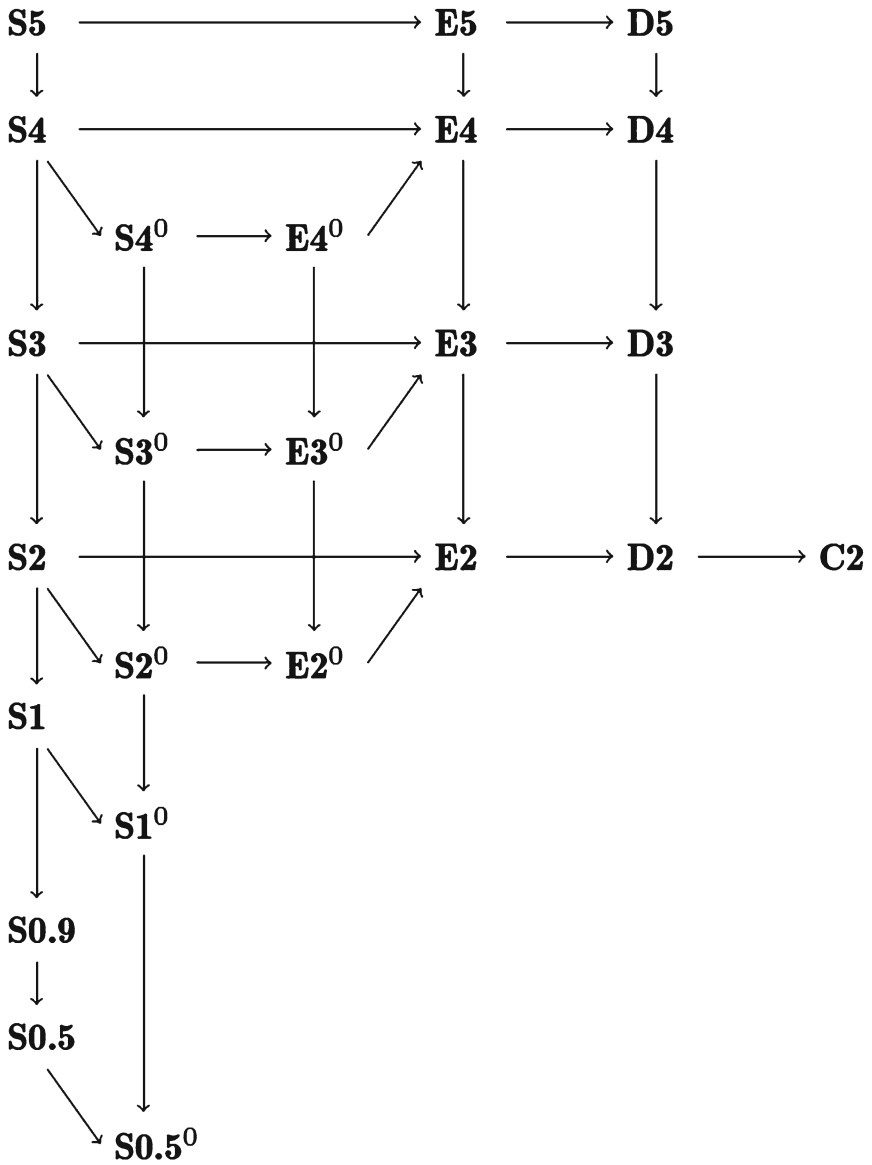 S5 E5 D5
S4 E4 D4
S4⁰ E4⁰
S3 E3 D3
S3⁰ E3⁰
S2 E2 D2 C2
S2⁰ E2⁰
S1
S1⁰
S0.9
S0.5
S0.5⁰